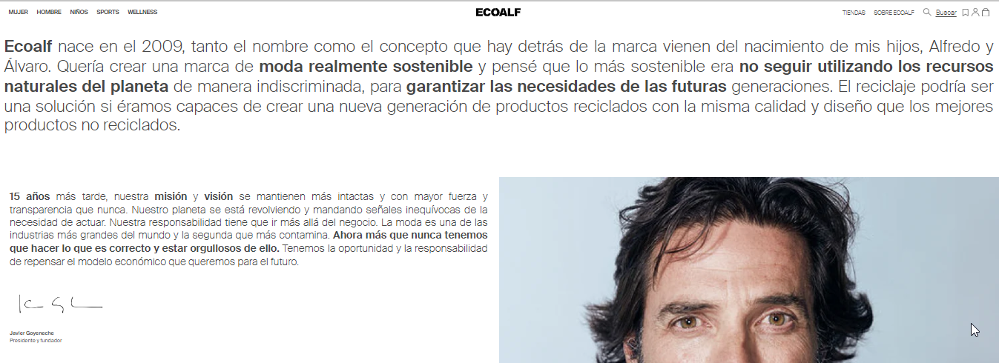 MUJER HOMBRE NIÑOS SPORTS WELLNESS ECOALF TIENDAS SOBRE ECOALF Buscar
Ecoalf nace en el 2009, tanto el nombre como el concepto que hay detrás de la marca vienen del nacimiento de mis hijos, Alfredo y
Álvaro. Quería crear una marca de moda realmente sostenible y pensé que lo más sostenible era no seguir utilizando los recursos
naturales del planeta de manera indiscriminada, para garantizar las necesidades de las futuras generaciones. El reciclaje podría ser
una solución si éramos capaces de crear una nueva generación de productos reciclados con la misma calidad y diseño que los mejores
productos no reciclados.
15 años más tarde, nuestra misión y visión se mantienen más intactas y con mayor fuerza y
transparencia que nunca. Nuestro planeta se está revolviendo y mandando señales inequívocas de la
necesidad de actuar. Nuestra responsabilidad tiene que ir más allá del negocio. La moda es una de las
industrias más grandes del mundo y la segunda que más contamina. Ahora más que nunca tenemos
que hacer lo que es correcto y estar orgullosos de ello. Tenemos la oportunidad y la responsabilidad
de repensar el modelo económico que queremos para el futuro.
Javier Goyeneche
Presidente y fundador